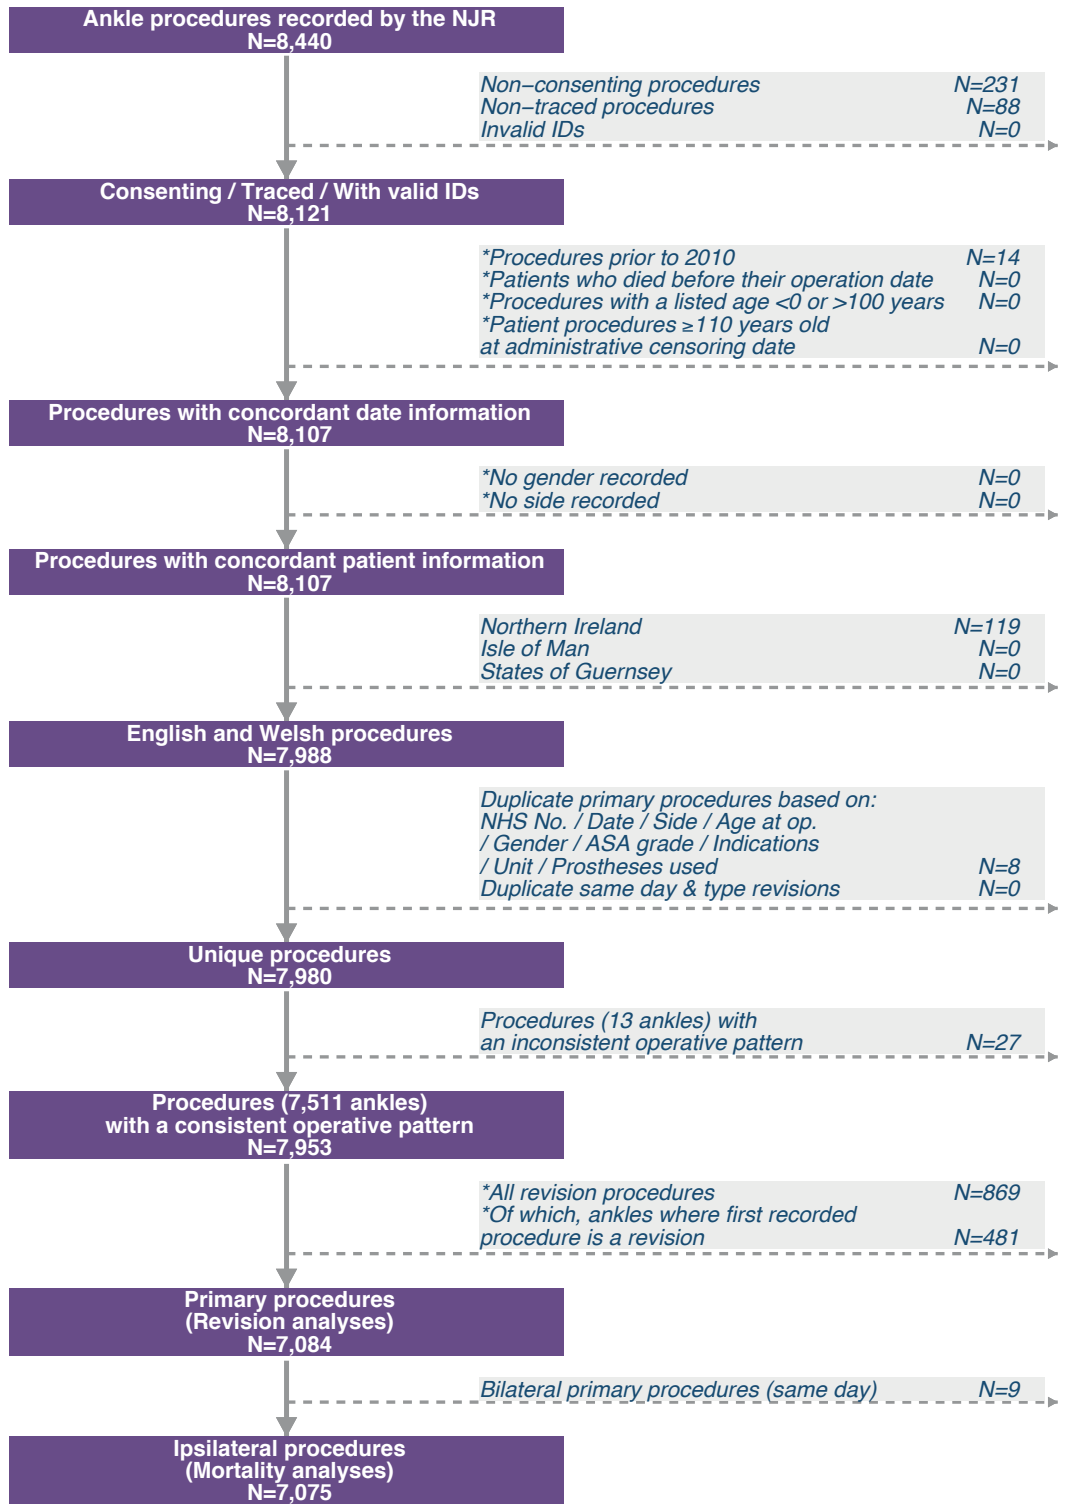 Ankle procedures recorded by the NJR
N=8,440
Non−consenting procedures N=231
Non−traced procedures N=88
Invalid IDs N=0
Consenting / Traced / With valid IDs
N=8,121
*Procedures prior to 2010 N=14
*Patients who died before their operation date N=0
*Procedures with a listed age <0 or >100 years N=0
*Patient procedures ≥110 years old
at administrative censoring date N=0
Procedures with concordant date information
N=8,107
*No gender recorded N=0
*No side recorded N=0
Procedures with concordant patient information
N=8,107
Northern Ireland N=119
Isle of Man N=0
States of Guernsey N=0
English and Welsh procedures
N=7,988
Duplicate primary procedures based on:
NHS No. / Date / Side / Age at op.
/ Gender / ASA grade / Indications
/ Unit / Prostheses used N=8
Duplicate same day & type revisions N=0
Unique procedures
N=7,980
Procedures (13 ankles) with
an inconsistent operative pattern N=27
Procedures (7,511 ankles)
with a consistent operative pattern
N=7,953
*All revision procedures N=869
*Of which, ankles where first recorded
procedure is a revision N=481
Primary procedures
(Revision analyses)
N=7,084
Bilateral primary procedures (same day) N=9
Ipsilateral procedures
(Mortality analyses)
N=7,075